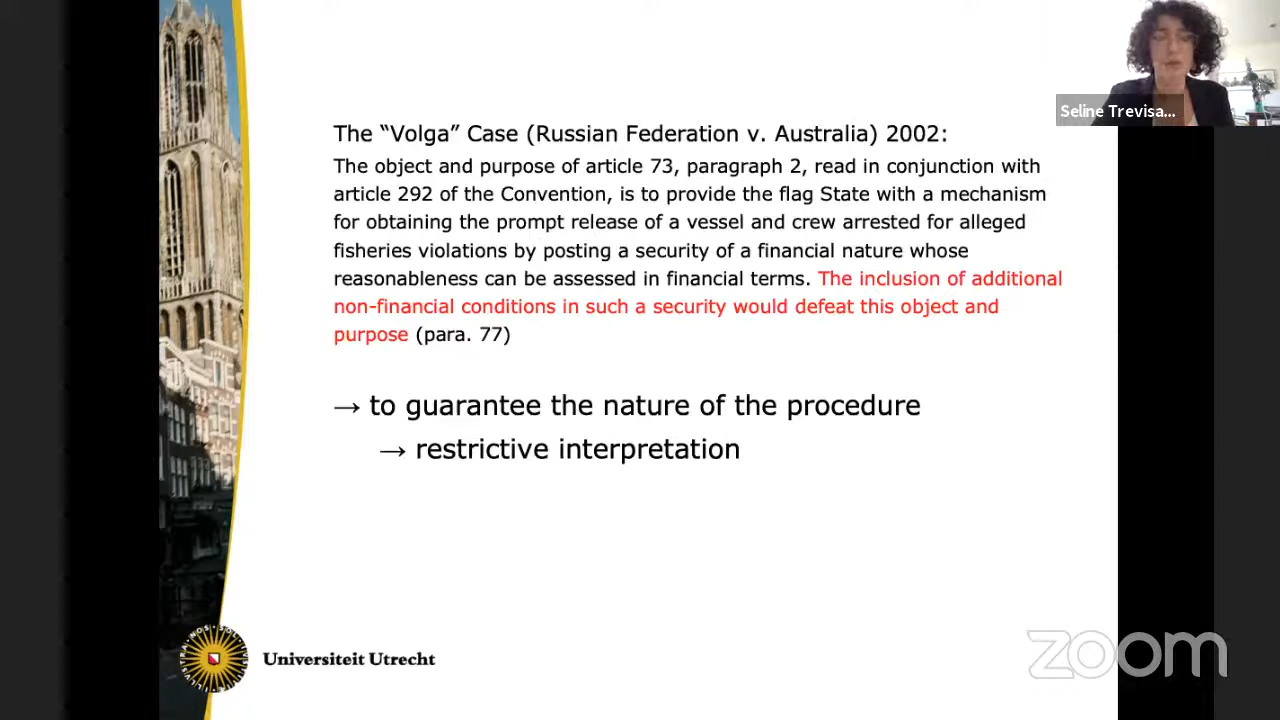 Seline Trevisa...
The “Volga” Case (Russian Federation v. Australia) 2002:
The object and purpose of article 73, paragraph 2, read in conjunction with
article 292 of the Convention, is to provide the flag State with a mechanism
for obtaining the prompt release of a vessel and crew arrested for alleged
fisheries violations by posting a security of a financial nature whose
reasonableness can be assessed in financial terms. The inclusion of additional
non-financial conditions in such a security would defeat this object and
purpose (para. 77)
→ to guarantee the nature of the procedure
→ restrictive interpretation
Universiteit Utrecht
zoom